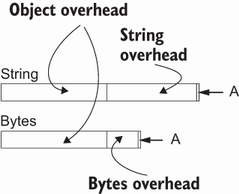 Object overhead
String
overhead
String
A
Bytes
A
Bytes overhead